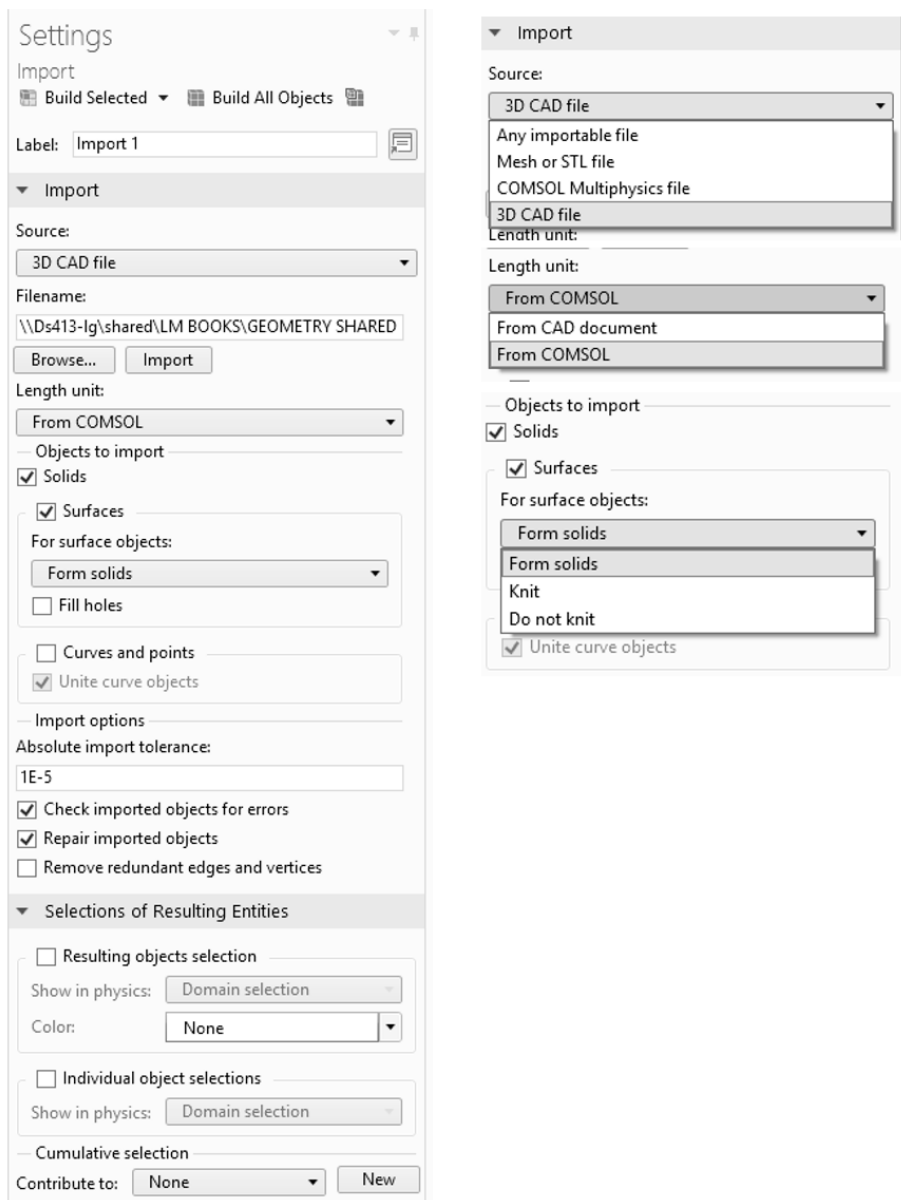 Settings
Import
Build Selected
Build All Objects
Label:
Import 1
Import
Source:
3D CAD file
Filename:
\\Ds413-lg\shared\LM BOOKS\GEOMETRY SHARED
Browse...
Import
Length unit:
From COMSOL
Objects to import
Solids
Surfaces
For surface objects:
Form solids
Fill holes
Curves and points
Unite curve objects
Import options
Absolute import tolerance:
1E-5
Check imported objects for errors
Repair imported objects
Remove redundant edges and vertices
Selections of Resulting Entities
Resulting objects selection
Show in physics:
Domain selection
Color:
None
Individual object selections
Show in physics:
Domain selection
Cumulative selection
Contribute to:
None
New
Import
Source:
3D CAD file
Any importable file
Mesh or STL file
COMSOL Multiphysics file
3D CAD file
Length unit:
Length unit:
From COMSOL
From CAD document
From COMSOL
Objects to import
Solids
Surfaces
For surface objects:
Form solids
Form solids
Knit
Do not knit
Unite curve objects